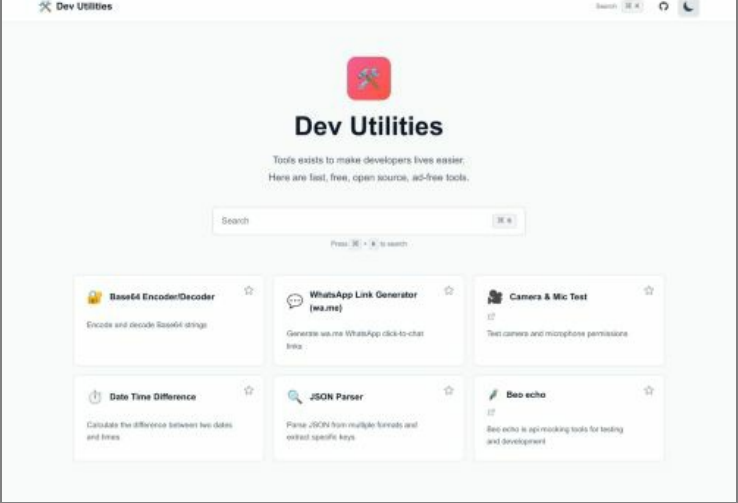 Dev Utilities
Search ⌘ K
Dev Utilities
Tools exists to make developers lives easier.
Here are fast, free, open source, ad-free tools.
Search ⌘ K
Press ⌘ + k to search
Base64 Encoder/Decoder
Encode and decode Base64 strings
WhatsApp Link Generator
(wa.me)
Generate wa.me WhatsApp click-to-chat
links
Camera & Mic Test
Test camera and microphone permissions
Date Time Difference
Calculate the difference between two dates
and times
JSON Parser
Parse JSON from multiple formats and
extract specific keys
Beo echo
Beo echo is api mocking tools for testing
and development